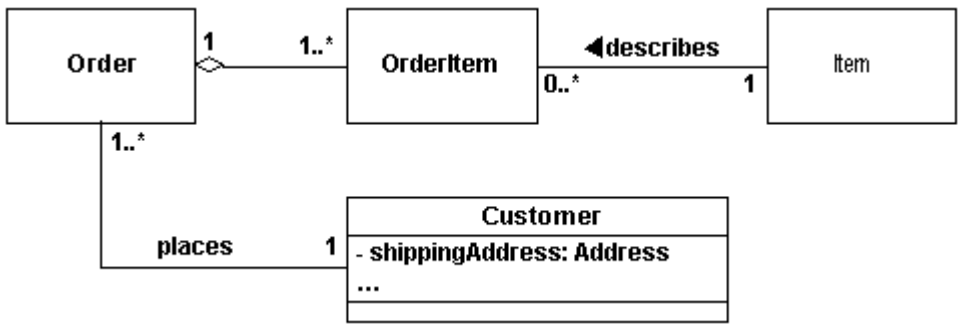 Order
1
1..*
OrderItem
◀describes
0..*
1
Item
1..*
places
1
Customer
- shippingAddress: Address
...